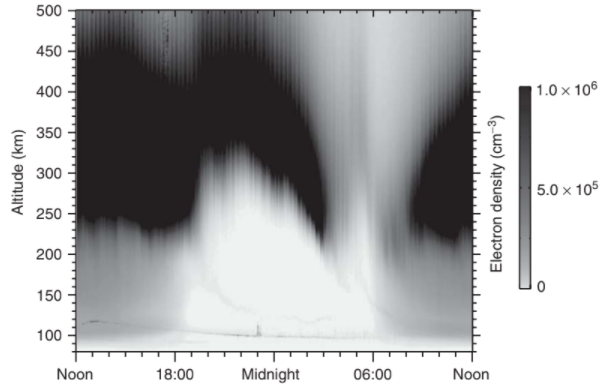 500
450
400
350
300
250
200
150
100
Altitude (km)
Noon
18:00
Midnight
06:00
Noon
Electron density (cm⁻³)
1.0 × 10⁶
5.0 × 10⁵
0